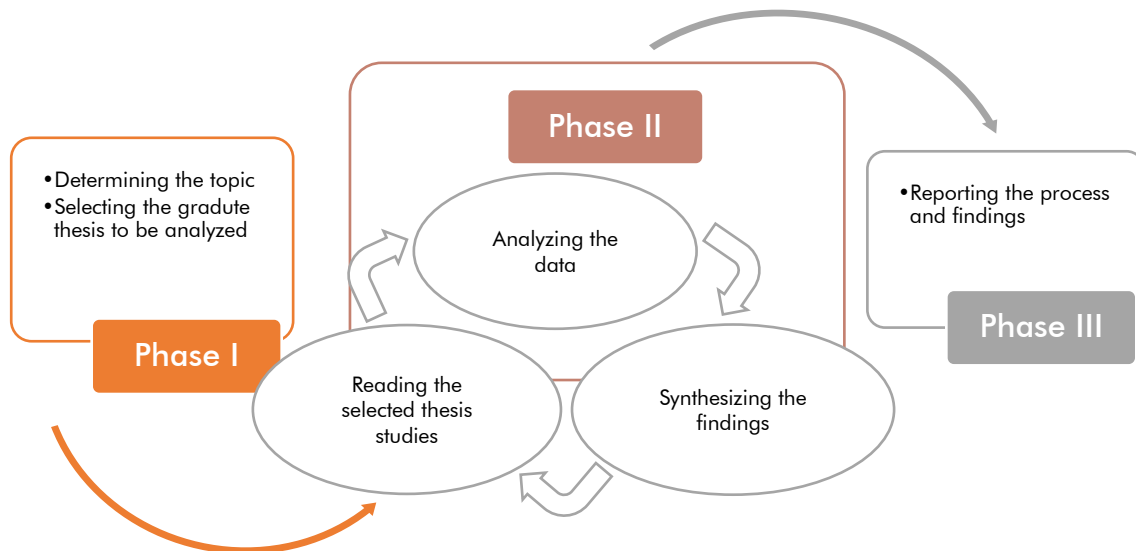 •Determining the topic
•Selecting the gradute
thesis to be analyzed
Phase I
Phase II
Analyzing the
data
Reading the
selected thesis
studies
Synthesizing the
findings
•Reporting the process
and findings
Phase III